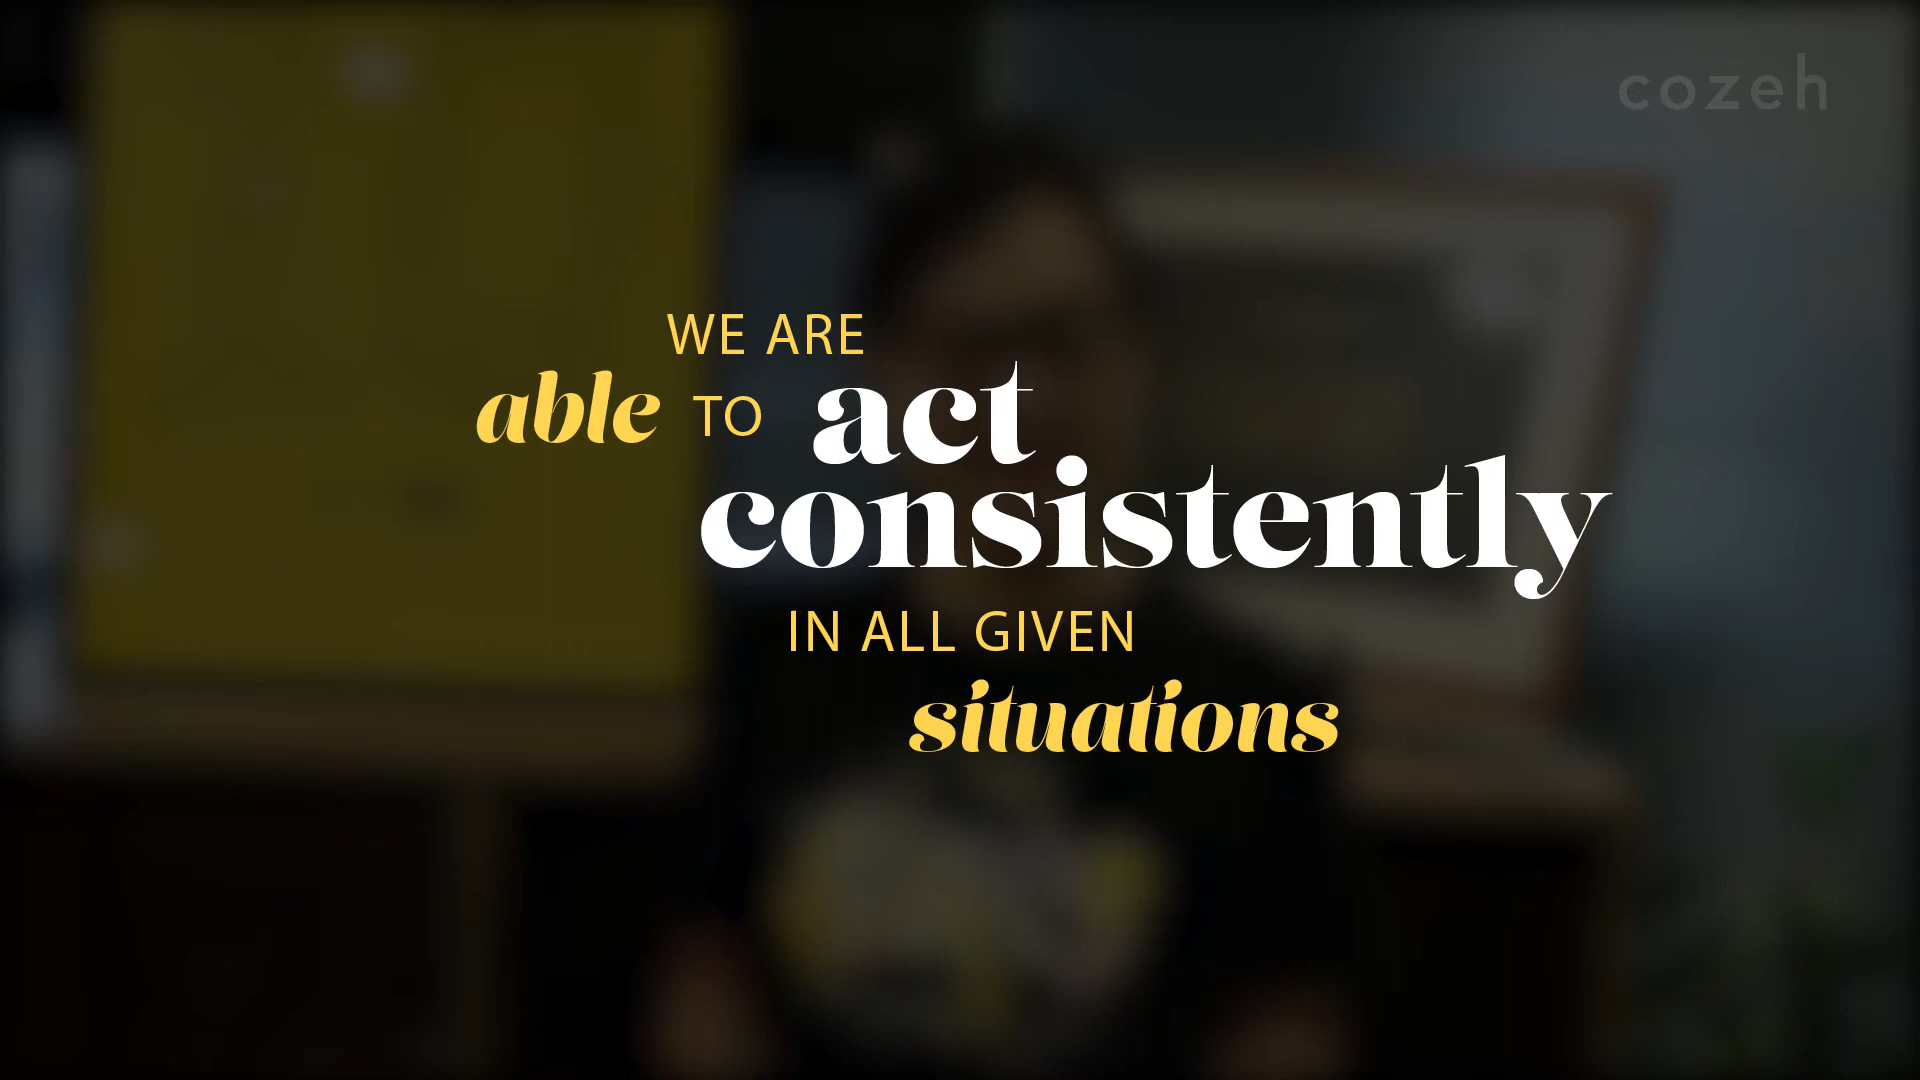 cozeh
WE ARE
able TO act
consistently
IN ALL GIVEN
situations